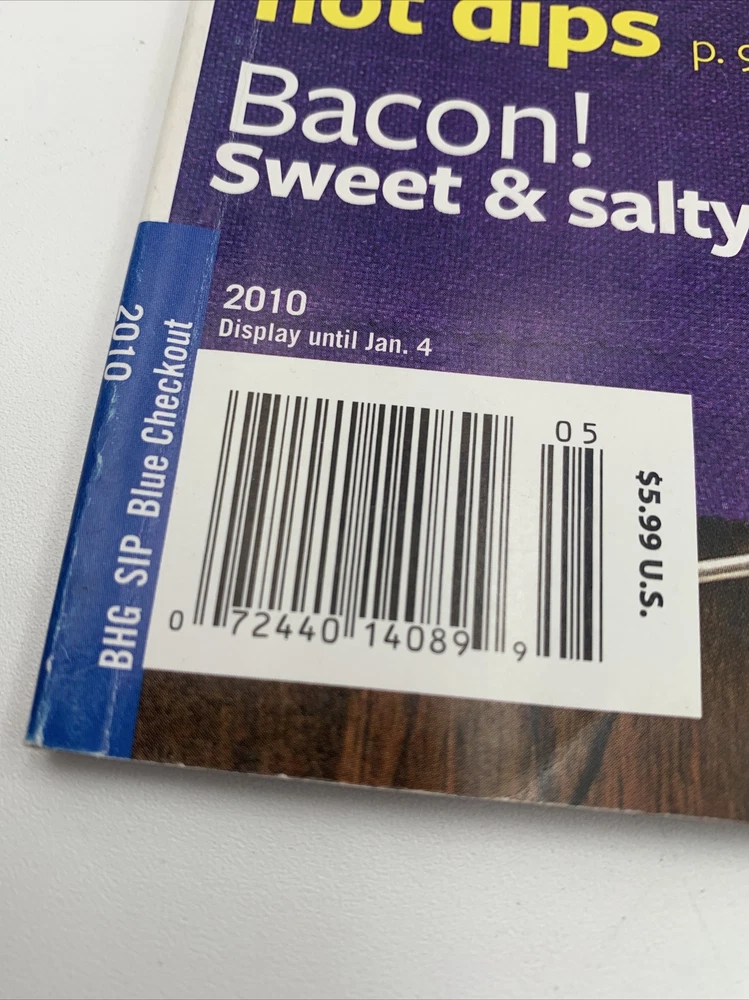 hot dips p. 9
Bacon!
Sweet & salty
2010
Display until Jan. 4
2010
BHG SIP Blue Checkout
05
$5.99 U.S.
0 72440 14089 9